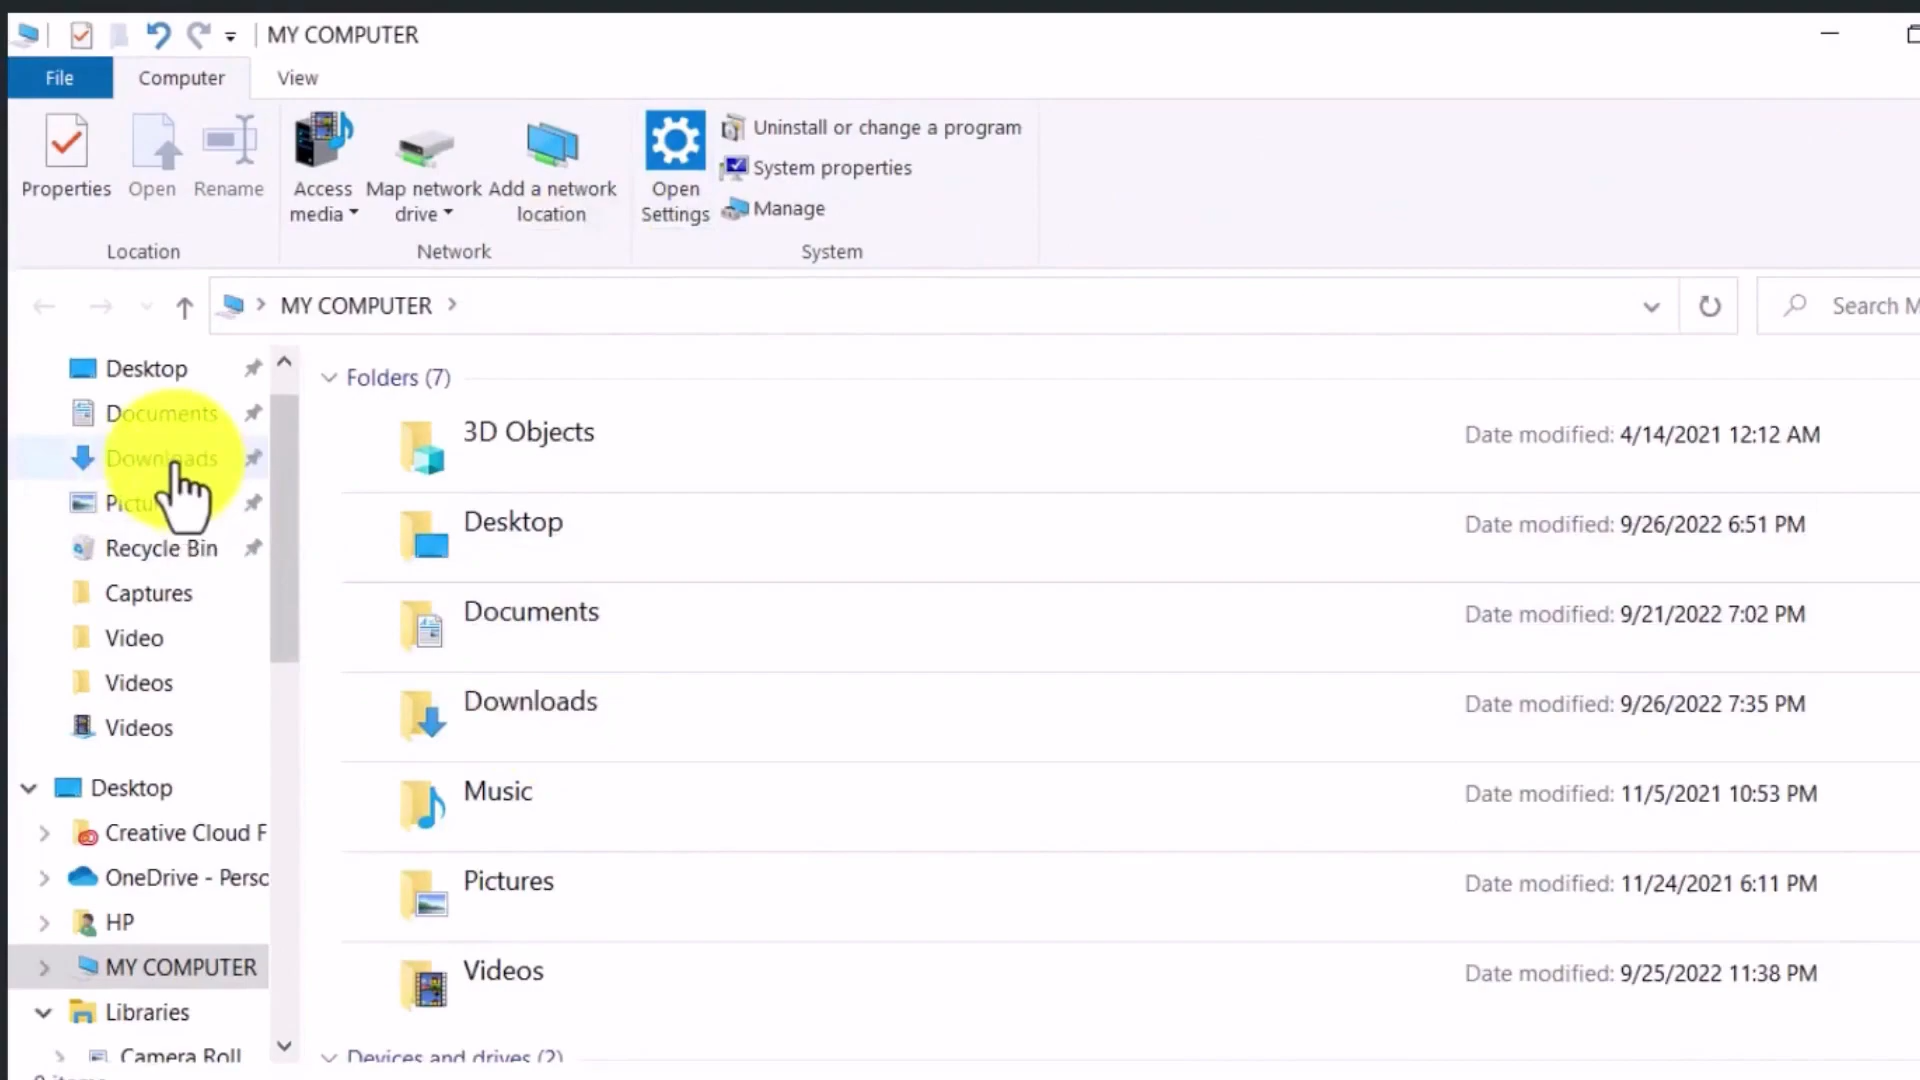 MY COMPUTER
File Computer View
Properties Open Rename Access media Map network drive Add a network location Open Settings
Uninstall or change a program
System properties
Manage
Location Network System
MY COMPUTER
Search M
Desktop
Documents
Downloads
Pictu
Recycle Bin
Captures
Video
Videos
Videos
Desktop
Creative Cloud F
OneDrive - Perso
HP
MY COMPUTER
Libraries
Camera Roll
Folders (7)
3D Objects Date modified: 4/14/2021 12:12 AM
Desktop Date modified: 9/26/2022 6:51 PM
Documents Date modified: 9/21/2022 7:02 PM
Downloads Date modified: 9/26/2022 7:35 PM
Music Date modified: 11/5/2021 10:53 PM
Pictures Date modified: 11/24/2021 6:11 PM
Videos Date modified: 9/25/2022 11:38 PM
Devices and drives (2)